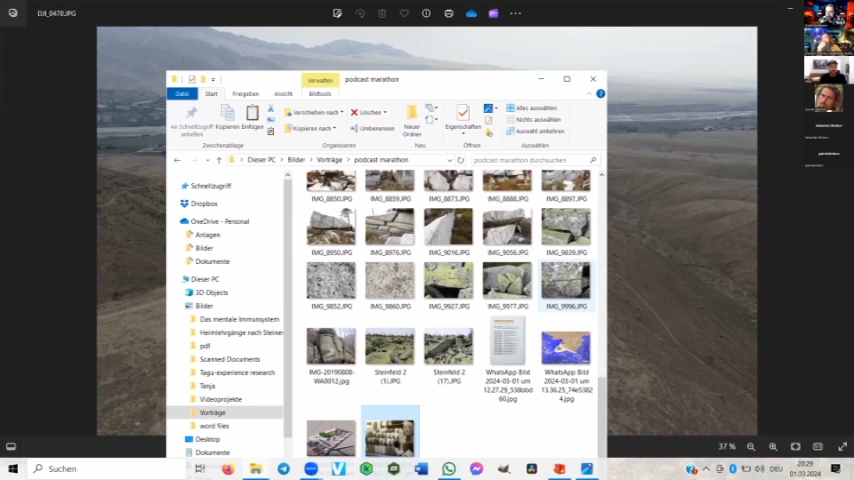 DJI_0470.JPG
Verwalten
podcast marathon
Datei
Start
Freigeben
Ansicht
Bildtools
An Schnellzugriff anheften
Kopieren
Einfügen
Verschieben nach
Kopieren nach
Löschen
Umbenennen
Neuer Ordner
Eigenschaften
Alles auswählen
Nichts auswählen
Auswahl umkehren
Zwischenablage
Organisieren
Neu
Öffnen
Auswählen
Dieser PC > Bilder > Vorträge > podcast marathon
podcast marathon durchsuchen
Schnellzugriff
Dropbox
OneDrive - Personal
Anlagen
Bilder
Dokumente
Dieser PC
3D Objects
Bilder
Das mentale Immunsystem
Heimlehrgänge nach Steiner
pdf
Scanned Documents
Tagu-experience research
Tanja
Videoprojekte
Vorträge
word files
Desktop
Dokumente
IMG_8850.JPG
IMG_8859.JPG
IMG_8873.JPG
IMG_8888.JPG
IMG_8897.JPG
IMG_8950.JPG
IMG_8976.JPG
IMG_9016.JPG
IMG_9056.JPG
IMG_9839.JPG
IMG_9852.JPG
IMG_9860.JPG
IMG_9927.JPG
IMG_9977.JPG
IMG_9996.JPG
IMG-20190808-WA0012.jpg
Steinfeld 2 (1).JPG
Steinfeld 2 (17).JPG
WhatsApp Bild 2024-03-01 um 12.27.29_538bbd60.jpg
WhatsApp Bild 2024-03-01 um 13.36.25_74e53824.jpg
37 %
Suchen
DEU
20:29
01.03.2024